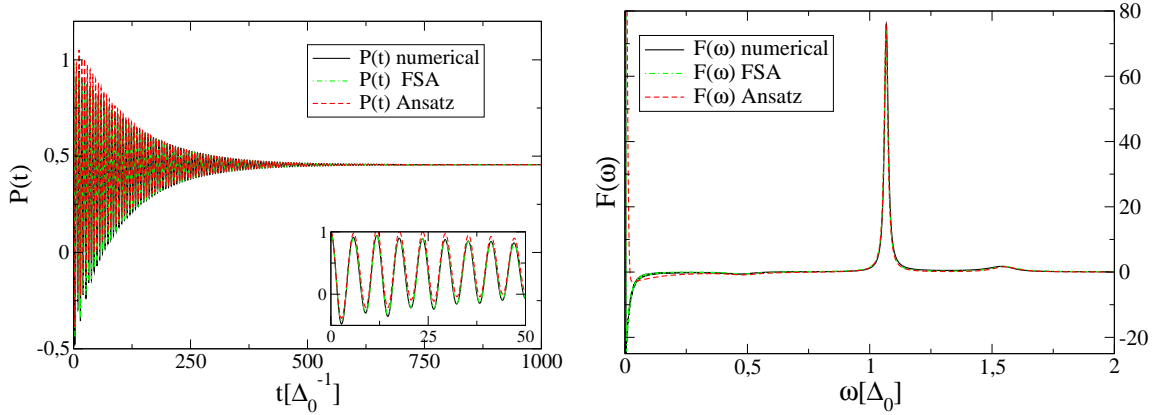 1
0,5
0
-0,5
P(t)
P(t) numerical
P(t) FSA
P(t) Ansatz
1
0
0
25
50
0
250
500
750
1000
t[Δ₀⁻¹]
F(ω) numerical
F(ω) FSA
F(ω) Ansatz
F(ω)
80
60
40
20
0
-20
0
0,5
1
1,5
2
ω[Δ₀]